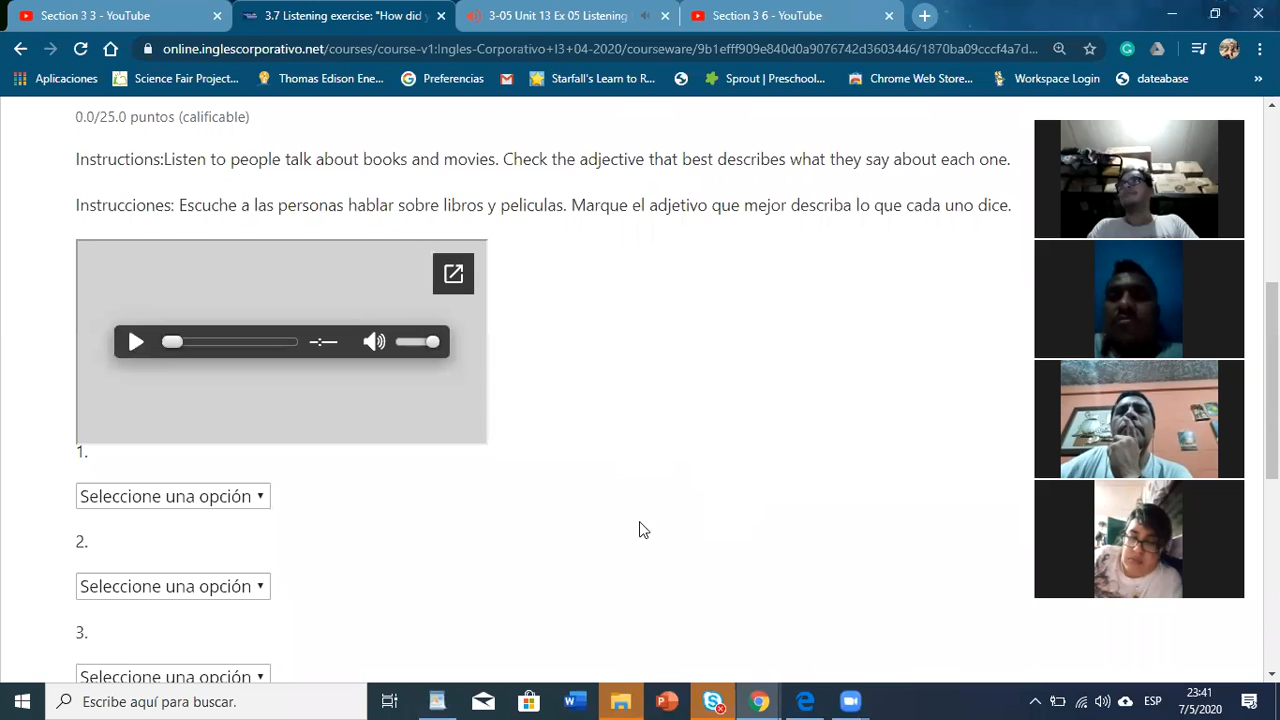 Section 3 3 - YouTube
3.7 Listening exercise: "How did y
3-05 Unit 13 Ex 05 Listening
Section 3 6 - YouTube
online.inglescorporativo.net/courses/course-v1:Ingles-Corporativo+I3+04-2020/courseware/9b1efff909e840d0a9076742d3603446/1870ba09cccf4a7d...
Aplicaciones
Science Fair Project...
Thomas Edison Ene...
Preferencias
Starfall's Learn to R...
Sprout | Preschool...
Chrome Web Store...
Workspace Login
dateabase
»
0.0/25.0 puntos (calificable)
Instructions:Listen to people talk about books and movies. Check the adjective that best describes what they say about each one.
Instrucciones: Escuche a las personas hablar sobre libros y peliculas. Marque el adjetivo que mejor describa lo que cada uno dice.
-:--
1.
Seleccione una opción
2.
Seleccione una opción
3.
Seleccione una opción
Escribe aquí para buscar.
ESP
23:41
7/5/2020